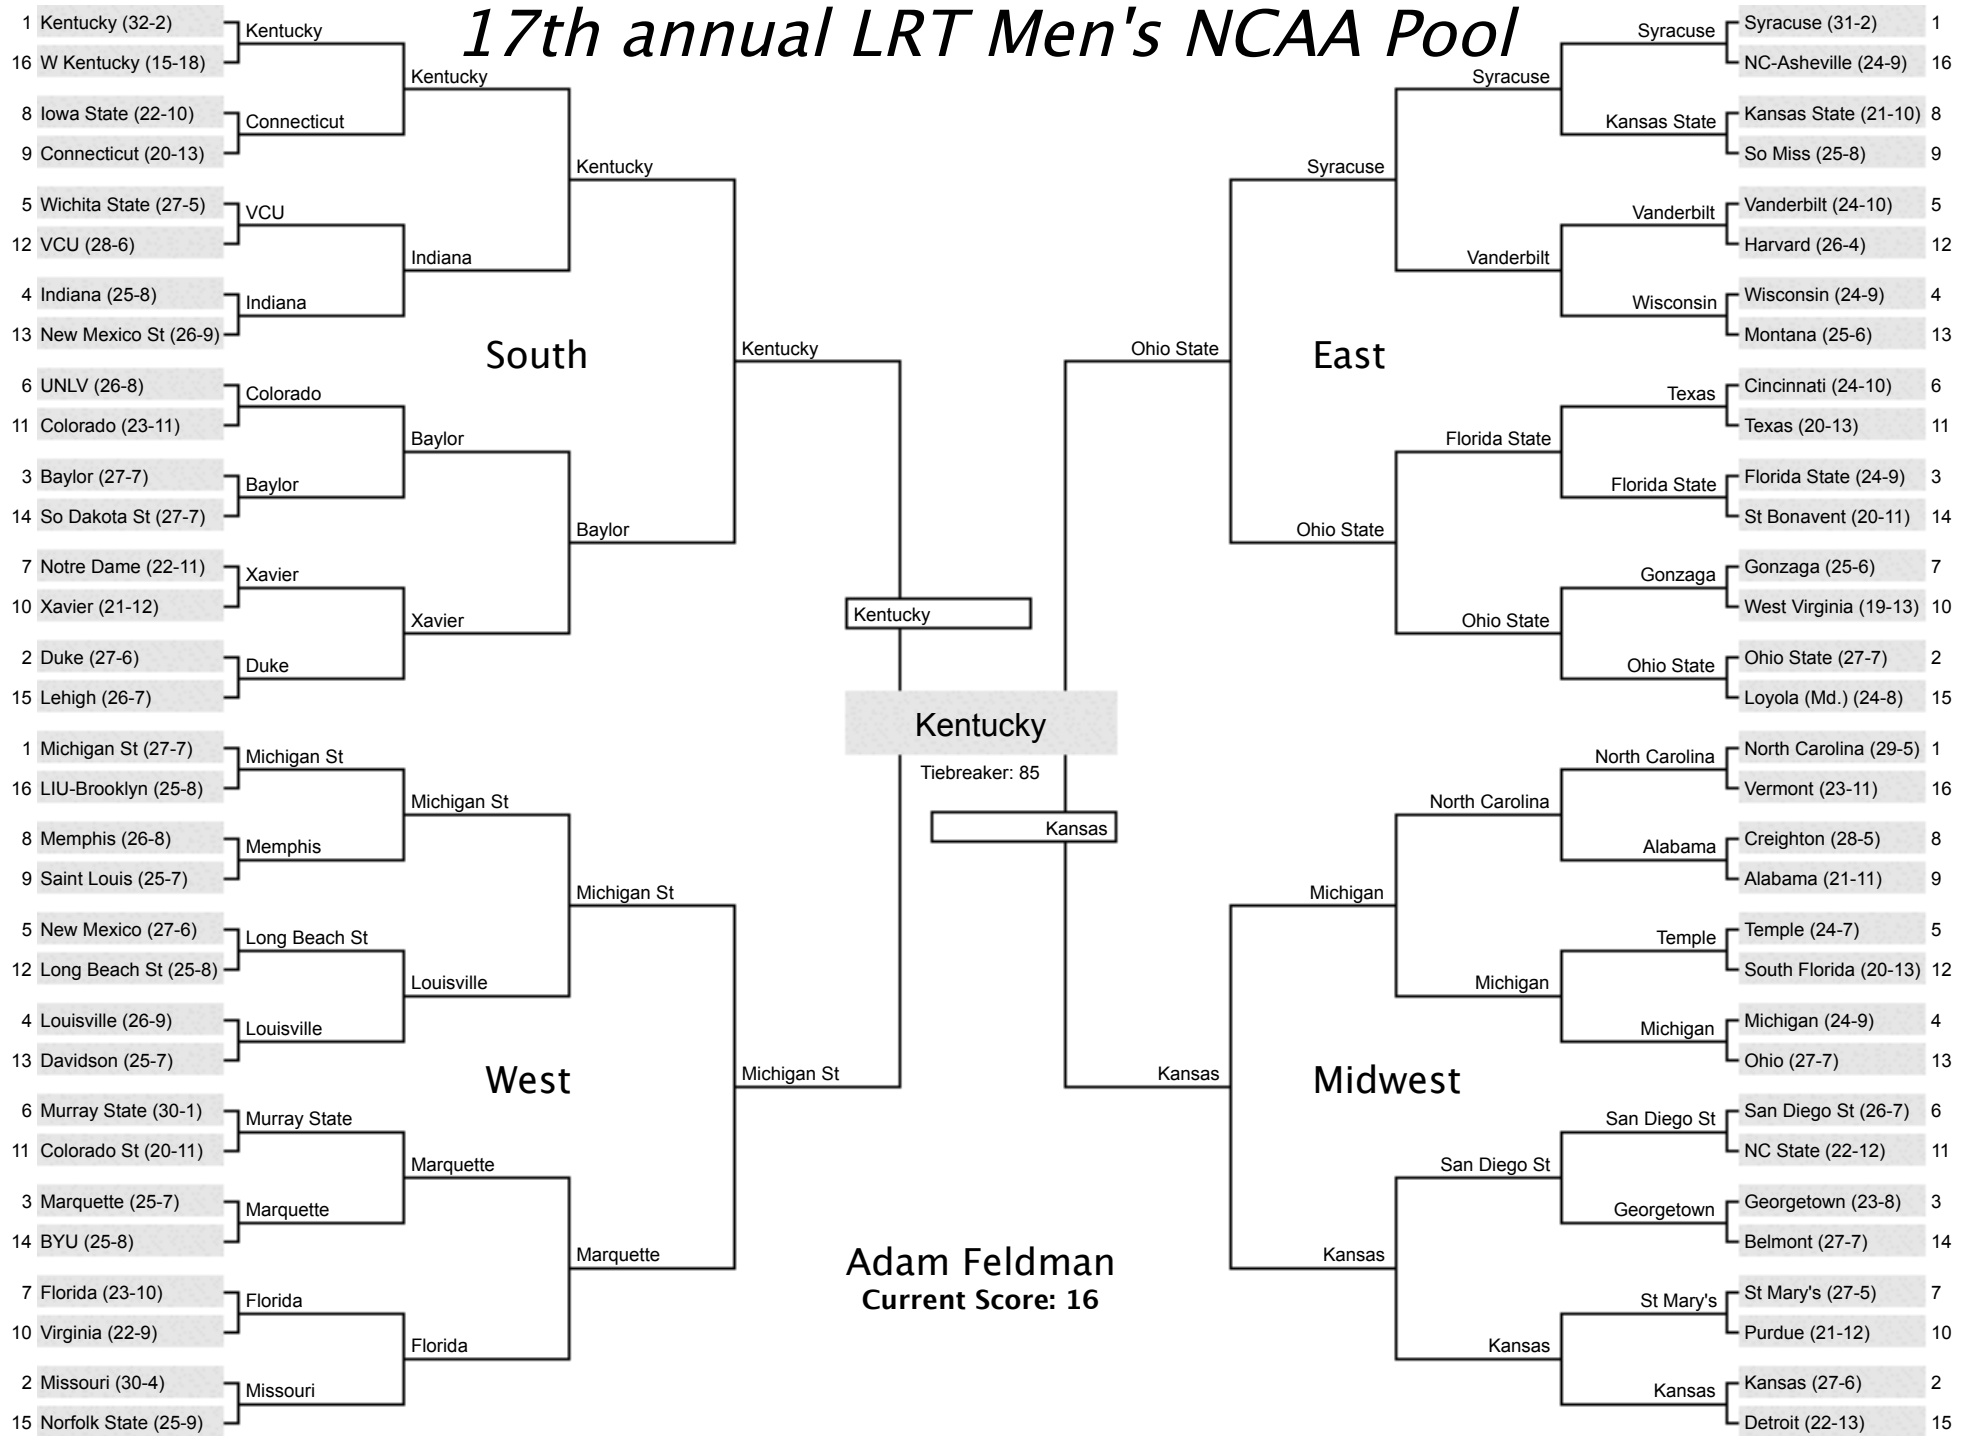 17th annual LRT Men's NCAA Pool
1 Kentucky (32-2)
16 W Kentucky (15-18)
8 Iowa State (22-10)
9 Connecticut (20-13)
5 Wichita State (27-5)
12 VCU (28-6)
4 Indiana (25-8)
13 New Mexico St (26-9)
6 UNLV (26-8)
11 Colorado (23-11)
3 Baylor (27-7)
14 So Dakota St (27-7)
7 Notre Dame (22-11)
10 Xavier (21-12)
2 Duke (27-6)
15 Lehigh (26-7)
Kentucky
Connecticut
VCU
Indiana
Colorado
Baylor
Xavier
Duke
Kentucky
Indiana
Baylor
Xavier
Kentucky
Baylor
South
Kentucky
1 Michigan St (27-7)
16 LIU-Brooklyn (25-8)
8 Memphis (26-8)
9 Saint Louis (25-7)
5 New Mexico (27-6)
12 Long Beach St (25-8)
4 Louisville (26-9)
13 Davidson (25-7)
6 Murray State (30-1)
11 Colorado St (20-11)
3 Marquette (25-7)
14 BYU (25-8)
7 Florida (23-10)
10 Virginia (22-9)
2 Missouri (30-4)
15 Norfolk State (25-9)
Michigan St
Memphis
Long Beach St
Louisville
Murray State
Marquette
Florida
Missouri
Michigan St
Louisville
Marquette
Florida
Michigan St
Marquette
West
Michigan St
Kentucky
Kentucky
Tiebreaker: 85
Kansas
Adam Feldman
Current Score: 16
Ohio State
East
Syracuse
Ohio State
Syracuse
Vanderbilt
Florida State
Ohio State
Syracuse
Kansas State
Vanderbilt
Wisconsin
Texas
Florida State
Gonzaga
Ohio State
Syracuse (31-2) 1
NC-Asheville (24-9) 16
Kansas State (21-10) 8
So Miss (25-8) 9
Vanderbilt (24-10) 5
Harvard (26-4) 12
Wisconsin (24-9) 4
Montana (25-6) 13
Cincinnati (24-10) 6
Texas (20-13) 11
Florida State (24-9) 3
St Bonavent (20-11) 14
Gonzaga (25-6) 7
West Virginia (19-13) 10
Ohio State (27-7) 2
Loyola (Md.) (24-8) 15
Kansas
Midwest
Michigan
Kansas
North Carolina
Michigan
San Diego St
Kansas
North Carolina
Alabama
Temple
Michigan
San Diego St
Georgetown
St Mary's
Kansas
North Carolina (29-5) 1
Vermont (23-11) 16
Creighton (28-5) 8
Alabama (21-11) 9
Temple (24-7) 5
South Florida (20-13) 12
Michigan (24-9) 4
Ohio (27-7) 13
San Diego St (26-7) 6
NC State (22-12) 11
Georgetown (23-8) 3
Belmont (27-7) 14
St Mary's (27-5) 7
Purdue (21-12) 10
Kansas (27-6) 2
Detroit (22-13) 15